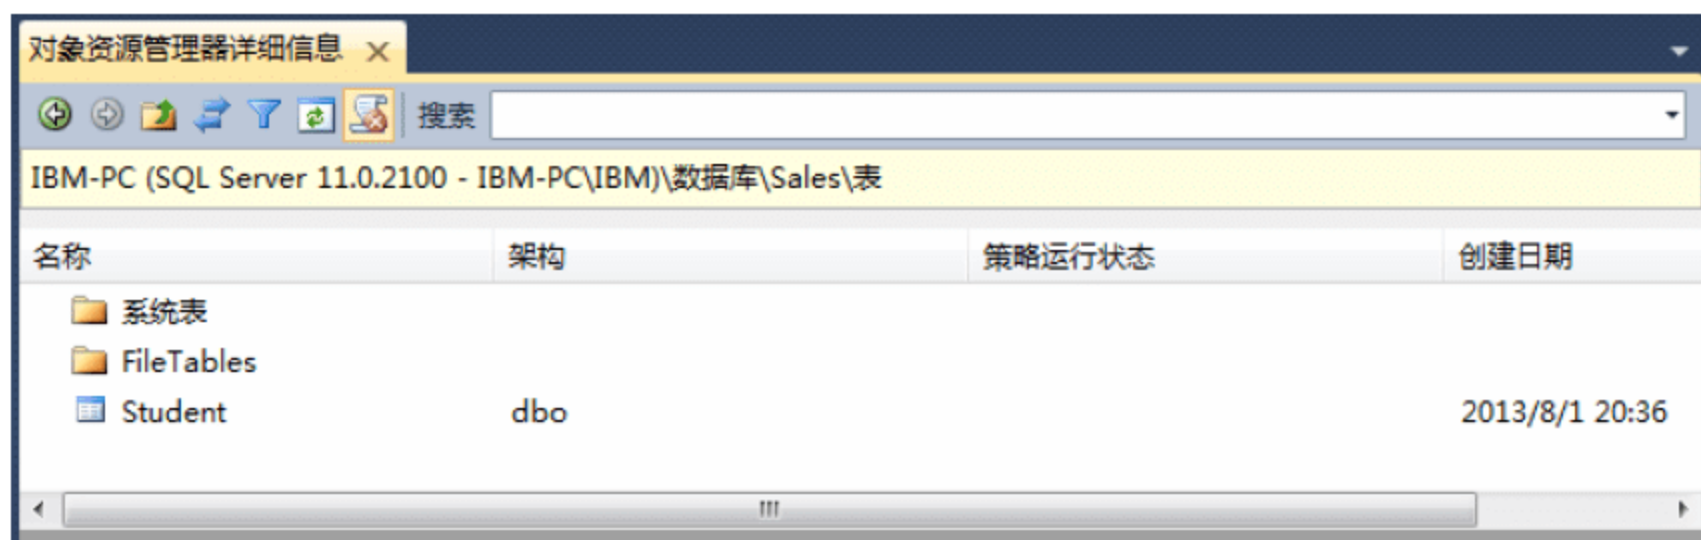 对象资源管理器详细信息
搜索
IBM-PC (SQL Server 11.0.2100 - IBM-PC\IBM)\数据库\Sales\表
名称 架构 策略运行状态 创建日期
系统表
FileTables
Student dbo 2013/8/1 20:36